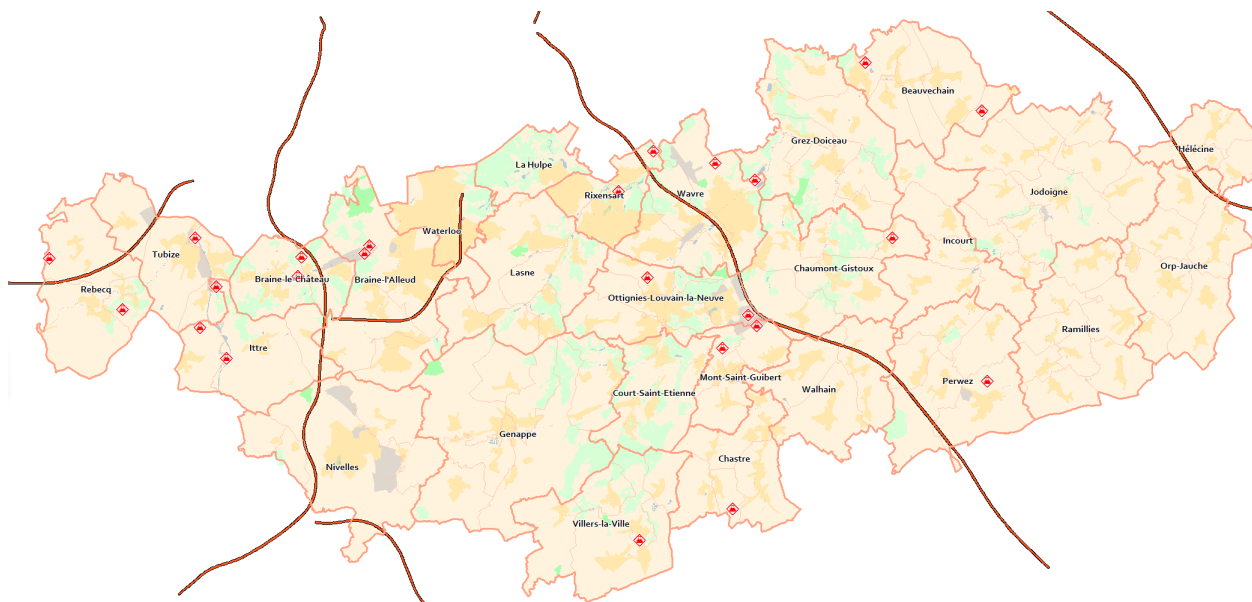 Beauvechain
Grez-Doiceau
Hélécine
La Hulpe
Rixensart
Wavre
Jodoigne
Waterloo
Incourt
Tubize
Braine-le-Château
Braine-l'Alleud
Lasne
Chaumont-Gistoux
Orp-Jauche
Rebecq
Ottignies-Louvain-la-Neuve
Ramillies
Ittre
Mont-Saint-Guibert
Walhain
Perwez
Court-Saint-Etienne
Genappe
Chastre
Nivelles
Villers-la-Ville